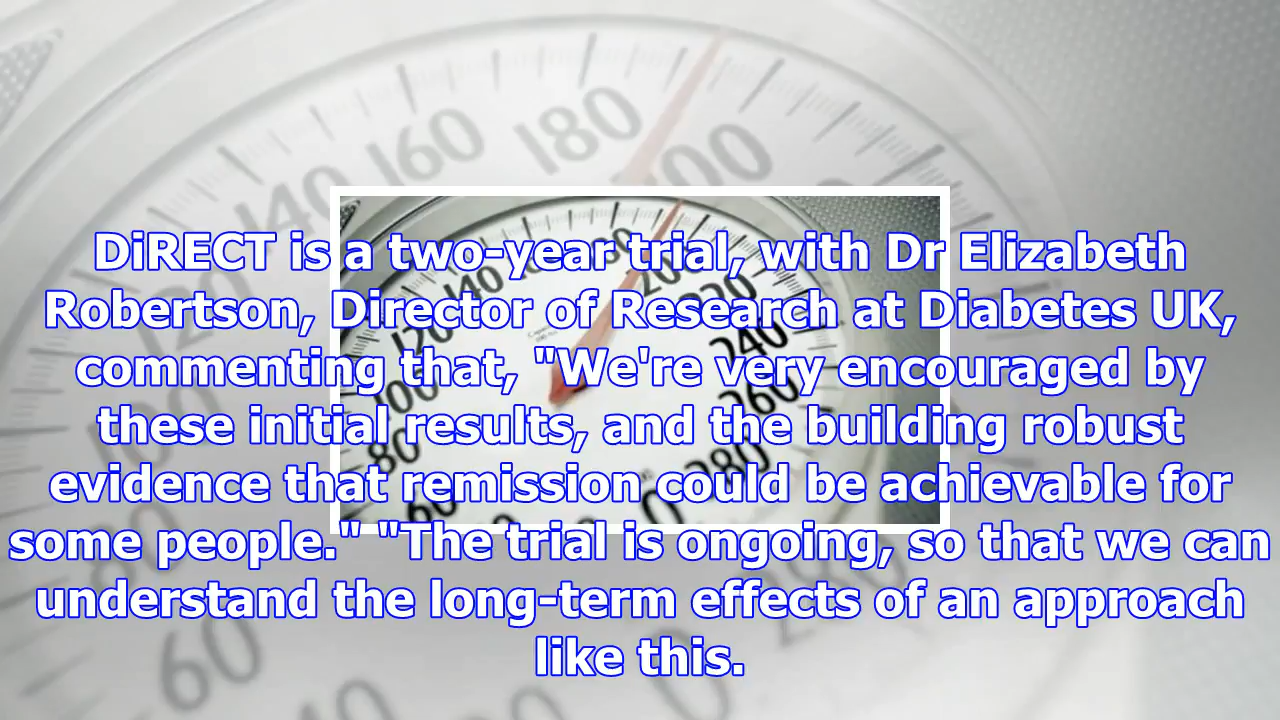 DiRECT is a two-year trial, with Dr Elizabeth
Robertson, Director of Research at Diabetes UK,
commenting that, "We're very encouraged by
these initial results, and the building robust
evidence that remission could be achievable for
some people." "The trial is ongoing, so that we can
understand the long-term effects of an approach
like this.